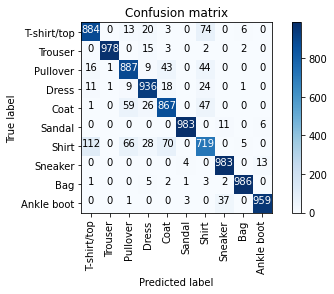 Confusion matrix
T-shirt/top 884 0 13 20 3 0 74 0 6 0
Trouser 0 978 0 15 3 0 2 0 2 0
Pullover 16 1 887 9 43 0 44 0 0 0
Dress 11 1 9 936 18 0 24 0 1 0
Coat 1 0 59 26 867 0 47 0 0 0
Sandal 0 0 0 0 0 983 0 11 0 6
Shirt 112 0 66 28 70 0 719 0 5 0
Sneaker 0 0 0 0 0 4 0 983 0 13
Bag 1 0 0 5 2 1 3 2 986 0
Ankle boot 0 0 1 0 0 3 0 37 0 959
True label
T-shirt/top Trouser Pullover Dress Coat Sandal Shirt Sneaker Bag Ankle boot
Predicted label
800
600
400
200
0